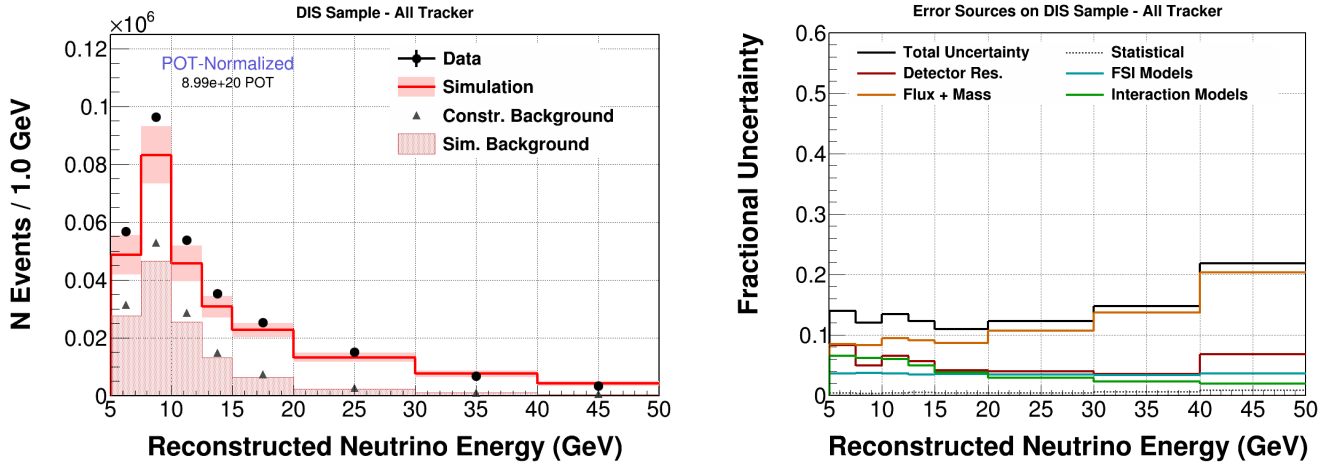 DIS Sample - All Tracker
×10⁶
N Events / 1.0 GeV
0.12
0.1
0.08
0.06
0.04
0.02
0
POT-Normalized
8.99e+20 POT
Data
Simulation
Constr. Background
Sim. Background
5 10 15 20 25 30 35 40 45 50
Reconstructed Neutrino Energy (GeV)
Error Sources on DIS Sample - All Tracker
Fractional Uncertainty
0.6
0.5
0.4
0.3
0.2
0.1
0
Total Uncertainty
Detector Res.
Flux + Mass
Statistical
FSI Models
Interaction Models
5 10 15 20 25 30 35 40 45 50
Reconstructed Neutrino Energy (GeV)